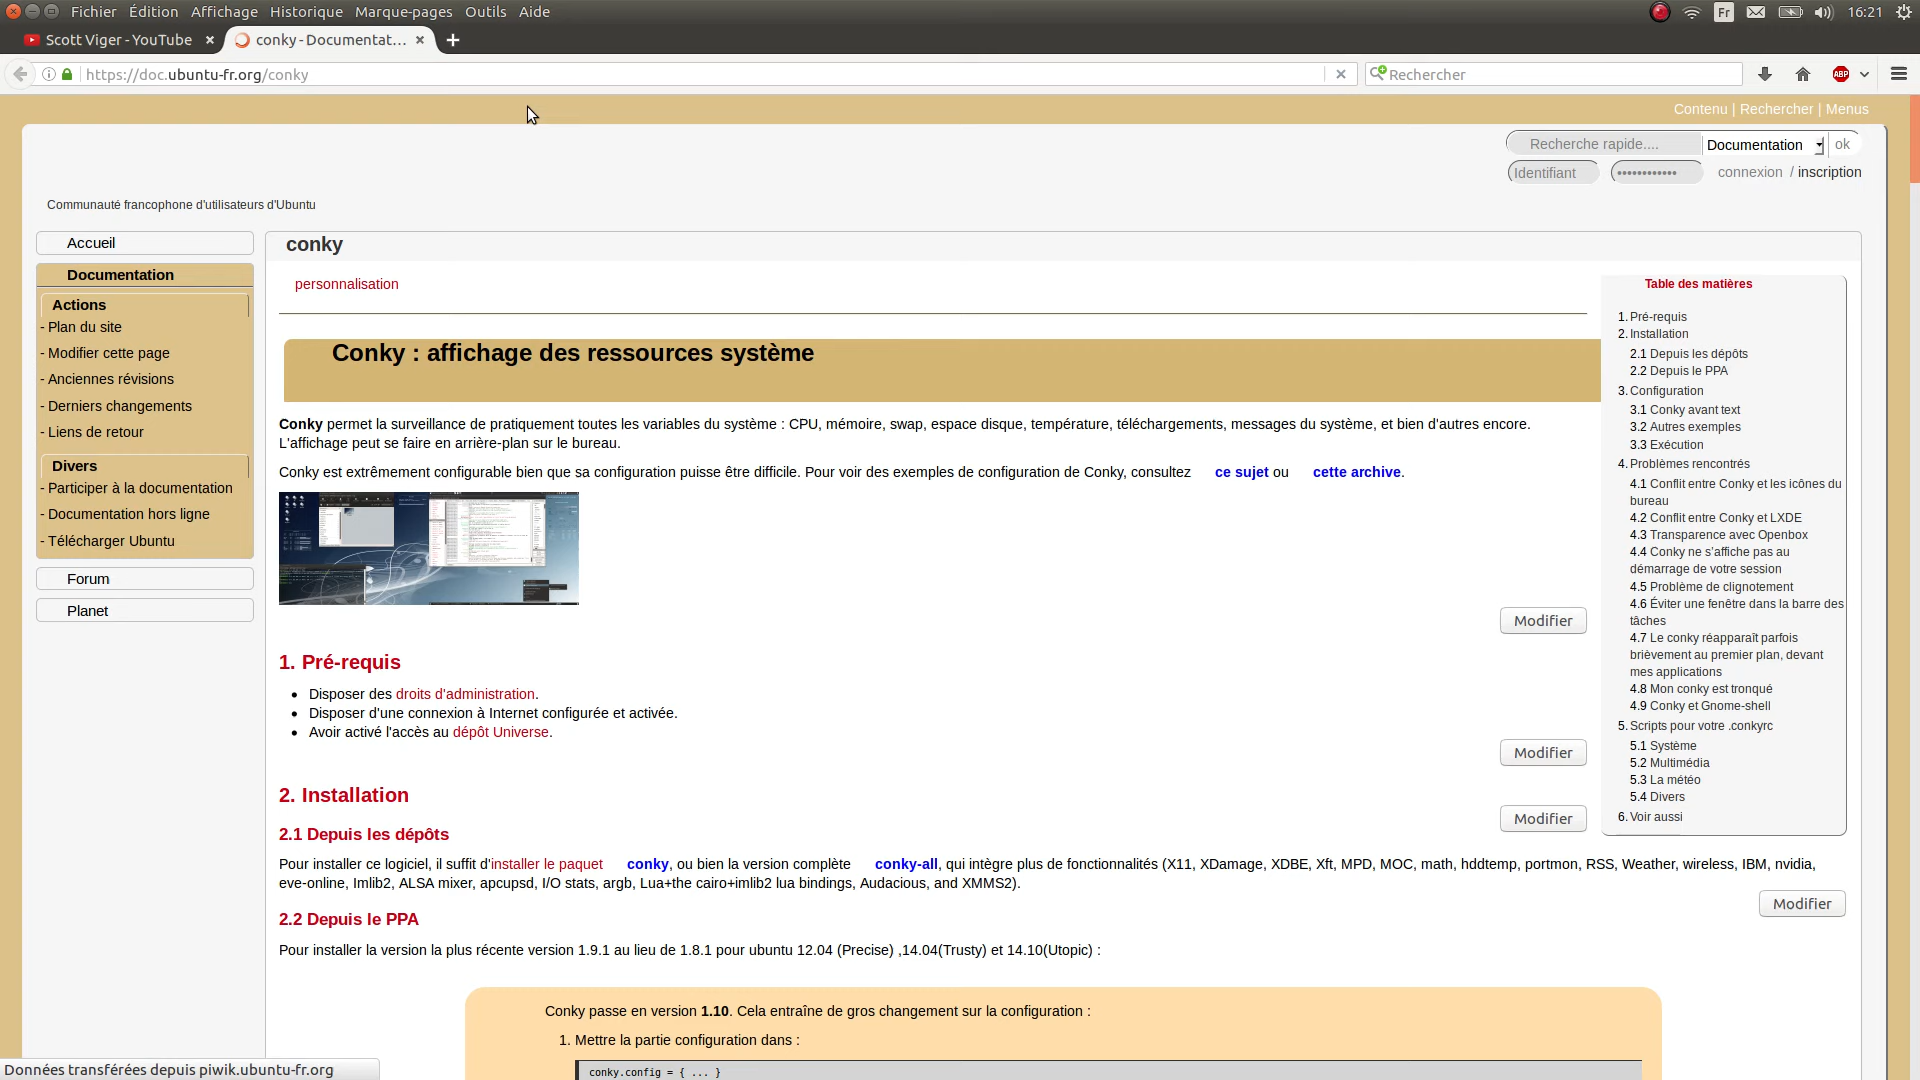 Fichier Édition Affichage Historique Marque-pages Outils Aide
Fr 16:21
Scott Viger - YouTube × conky - Documentat... × +
https://doc.ubuntu-fr.org/conky
Rechercher
ABP
Contenu | Rechercher | Menus
Recherche rapide.... Documentation ok
Identifiant •••••••••••• connexion / inscription
Communauté francophone d'utilisateurs d'Ubuntu
Accueil
Documentation
Actions
- Plan du site
- Modifier cette page
- Anciennes révisions
- Derniers changements
- Liens de retour
Divers
- Participer à la documentation
- Documentation hors ligne
- Télécharger Ubuntu
Forum
Planet
conky
personnalisation
Conky : affichage des ressources système
Conky permet la surveillance de pratiquement toutes les variables du système : CPU, mémoire, swap, espace disque, température, téléchargements, messages du système, et bien d'autres encore.
L'affichage peut se faire en arrière-plan sur le bureau.
Conky est extrêmement configurable bien que sa configuration puisse être difficile. Pour voir des exemples de configuration de Conky, consultez ce sujet ou cette archive.
Modifier
1. Pré-requis
• Disposer des droits d'administration.
• Disposer d'une connexion à Internet configurée et activée.
• Avoir activé l'accès au dépôt Universe.
Modifier
2. Installation
Modifier
2.1 Depuis les dépôts
Pour installer ce logiciel, il suffit d'installer le paquet conky, ou bien la version complète conky-all, qui intègre plus de fonctionnalités (X11, XDamage, XDBE, Xft, MPD, MOC, math, hddtemp, portmon, RSS, Weather, wireless, IBM, nvidia,
eve-online, Imlib2, ALSA mixer, apcupsd, I/O stats, argb, Lua+the cairo+imlib2 lua bindings, Audacious, and XMMS2).
Modifier
2.2 Depuis le PPA
Pour installer la version la plus récente version 1.9.1 au lieu de 1.8.1 pour ubuntu 12.04 (Precise) ,14.04(Trusty) et 14.10(Utopic) :
Conky passe en version 1.10. Cela entraîne de gros changement sur la configuration :
1. Mettre la partie configuration dans :
conky.config = { ... }
Table des matières
1. Pré-requis
2. Installation
2.1 Depuis les dépôts
2.2 Depuis le PPA
3. Configuration
3.1 Conky avant text
3.2 Autres exemples
3.3 Exécution
4. Problèmes rencontrés
4.1 Conflit entre Conky et les icônes du
bureau
4.2 Conflit entre Conky et LXDE
4.3 Transparence avec Openbox
4.4 Conky ne s'affiche pas au
démarrage de votre session
4.5 Problème de clignotement
4.6 Éviter une fenêtre dans la barre des
tâches
4.7 Le conky réapparaît parfois
brièvement au premier plan, devant
mes applications
4.8 Mon conky est tronqué
4.9 Conky et Gnome-shell
5. Scripts pour votre .conkyrc
5.1 Système
5.2 Multimédia
5.3 La météo
5.4 Divers
6. Voir aussi
Données transférées depuis piwik.ubuntu-fr.org